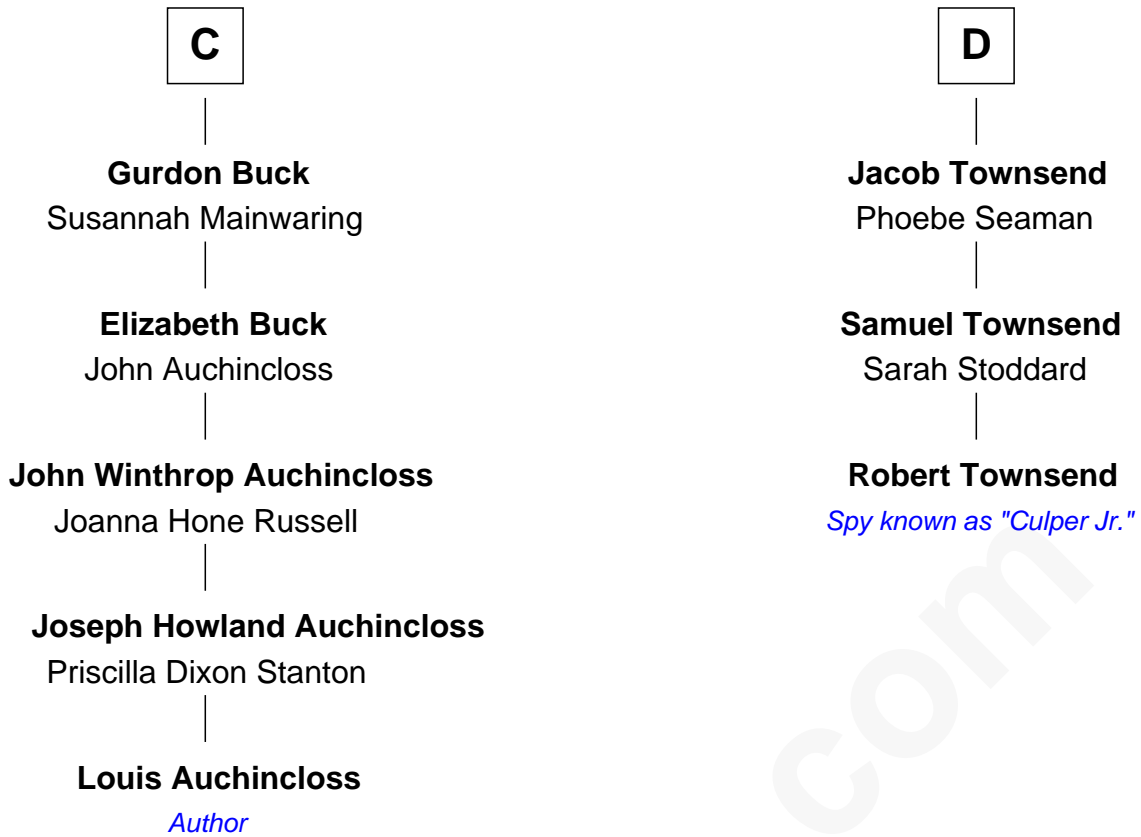 C
Gurdon Buck
Susannah Mainwaring
Elizabeth Buck
John Auchincloss
John Winthrop Auchincloss
Joanna Hone Russell
Joseph Howland Auchincloss
Priscilla Dixon Stanton
Louis Auchincloss
Author
D
Jacob Townsend
Phoebe Seaman
Samuel Townsend
Sarah Stoddard
Robert Townsend
Spy known as "Culper Jr."
com